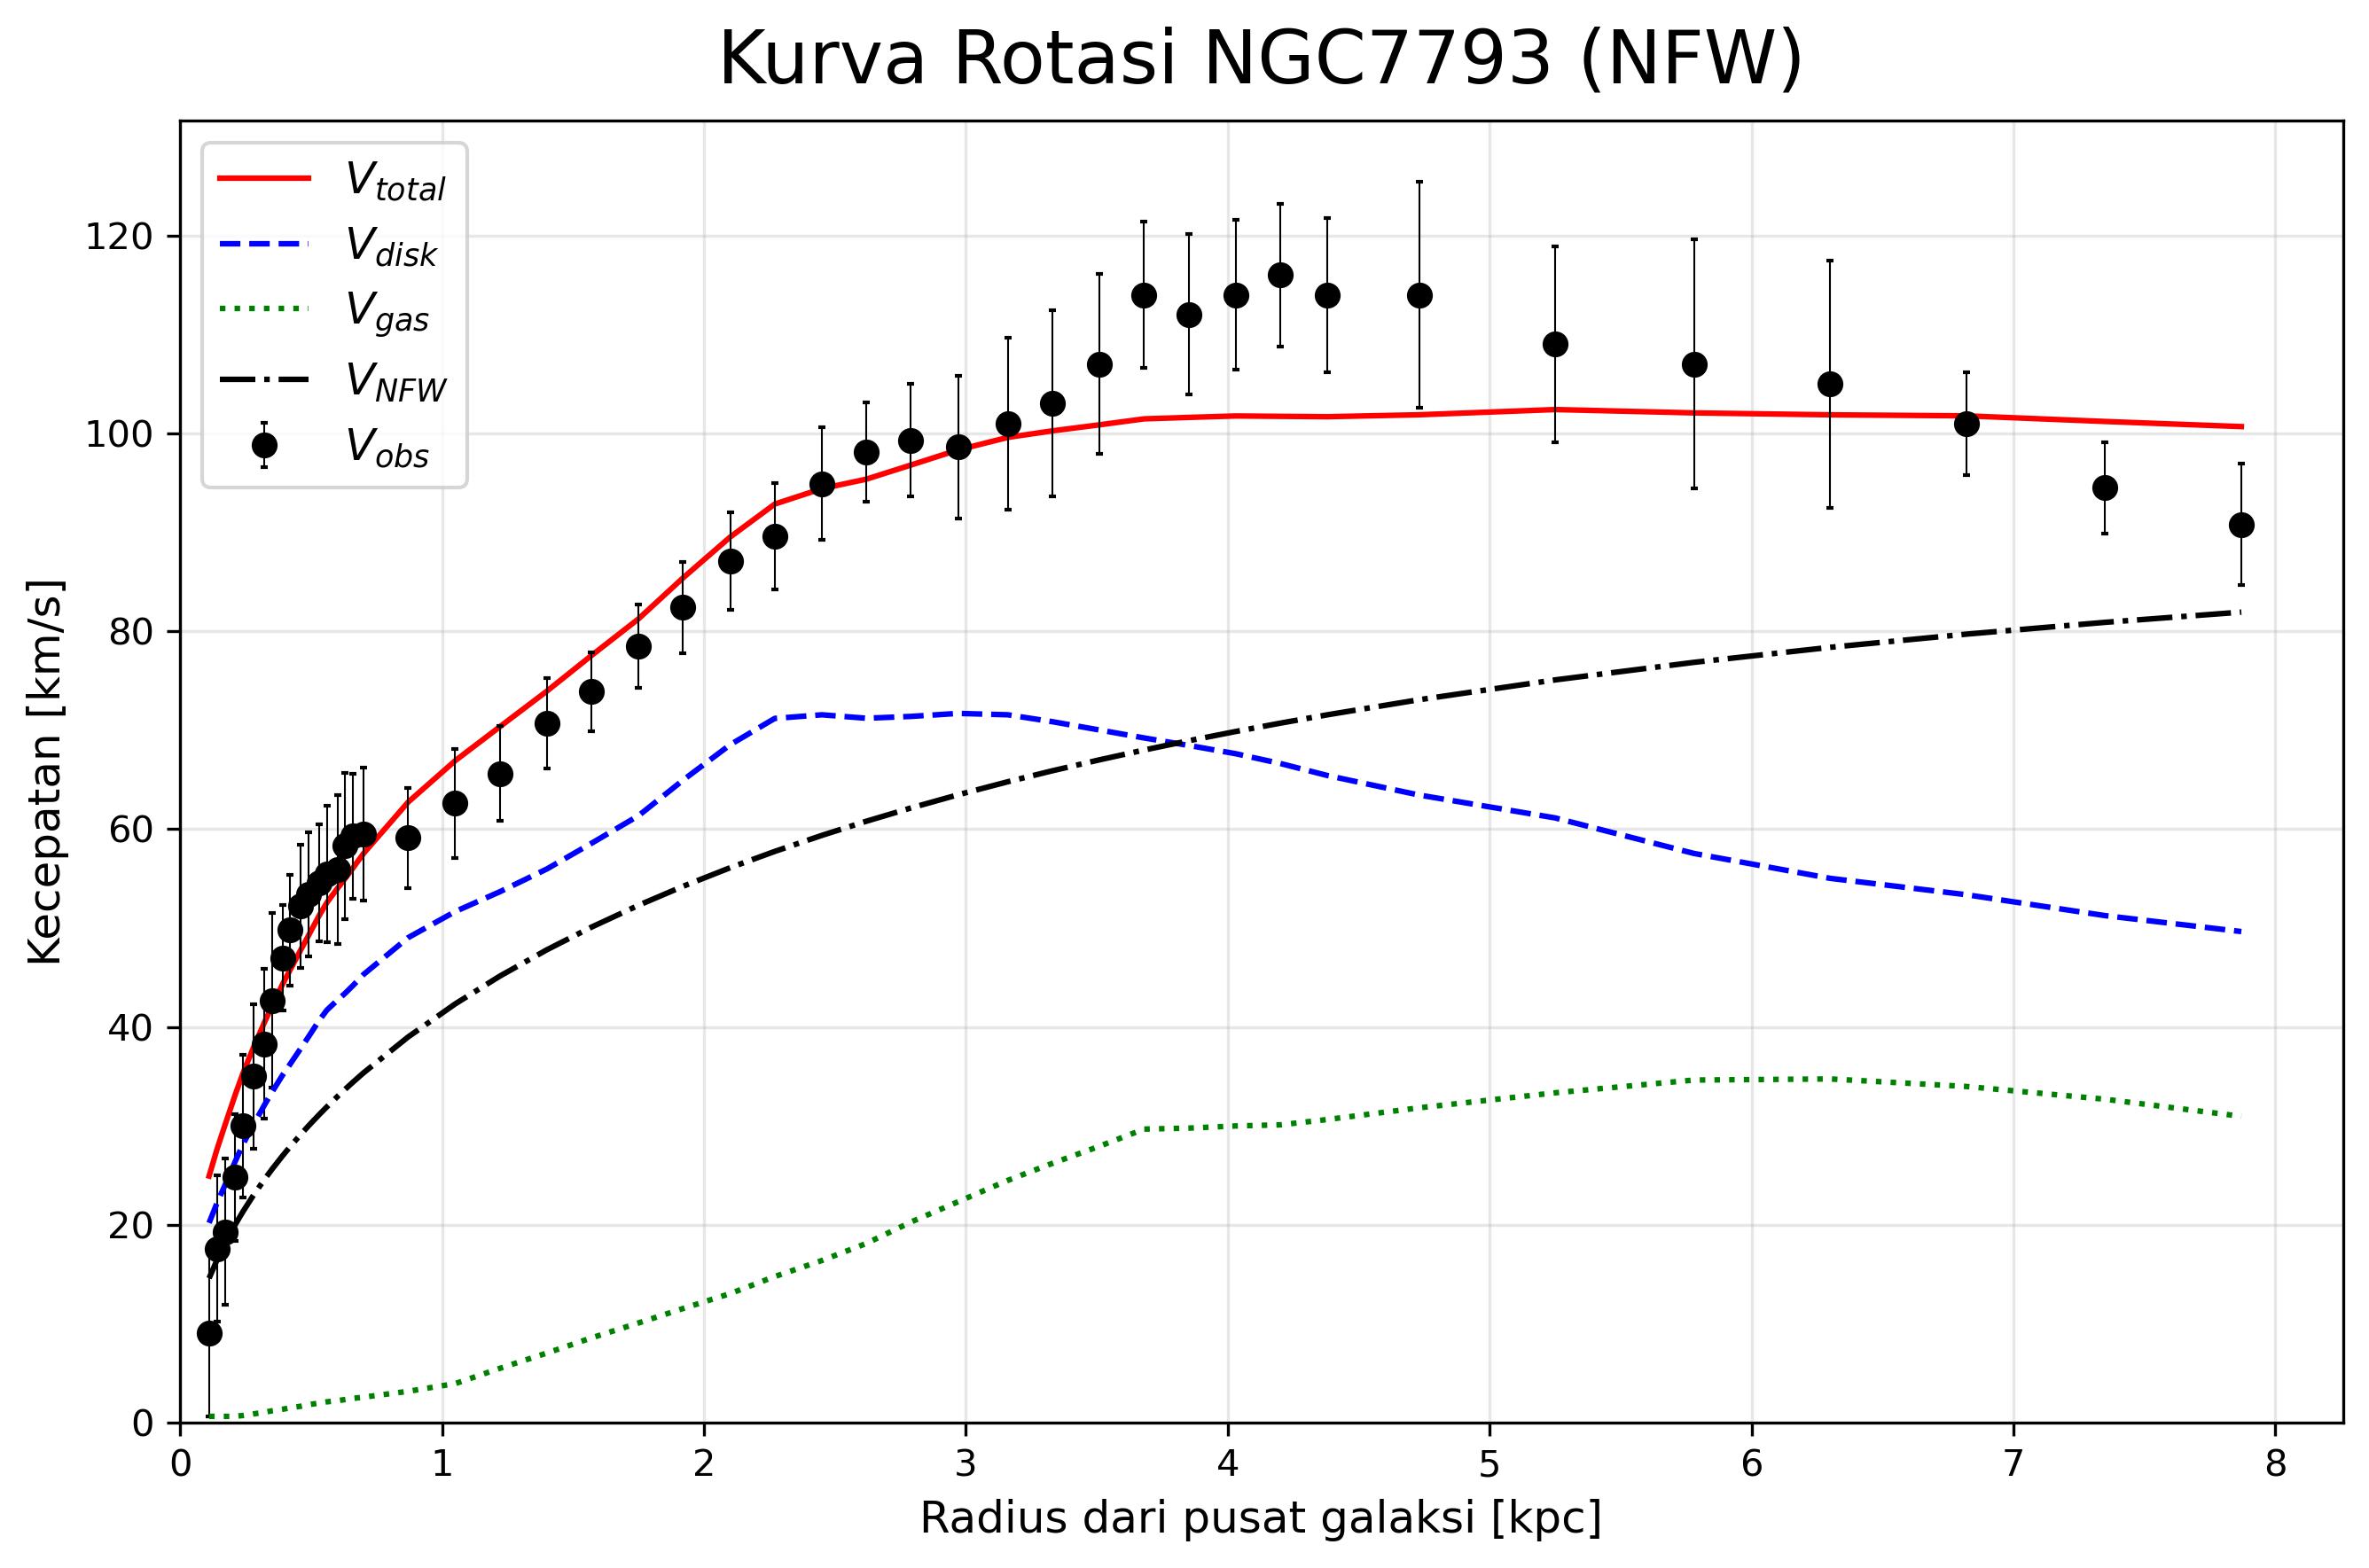 Kurva Rotasi NGC7793 (NFW)
V_total
V_disk
V_gas
V_NFW
V_obs
Kecepatan [km/s]
120
100
80
60
40
20
0
0 1 2 3 4 5 6 7 8
Radius dari pusat galaksi [kpc]